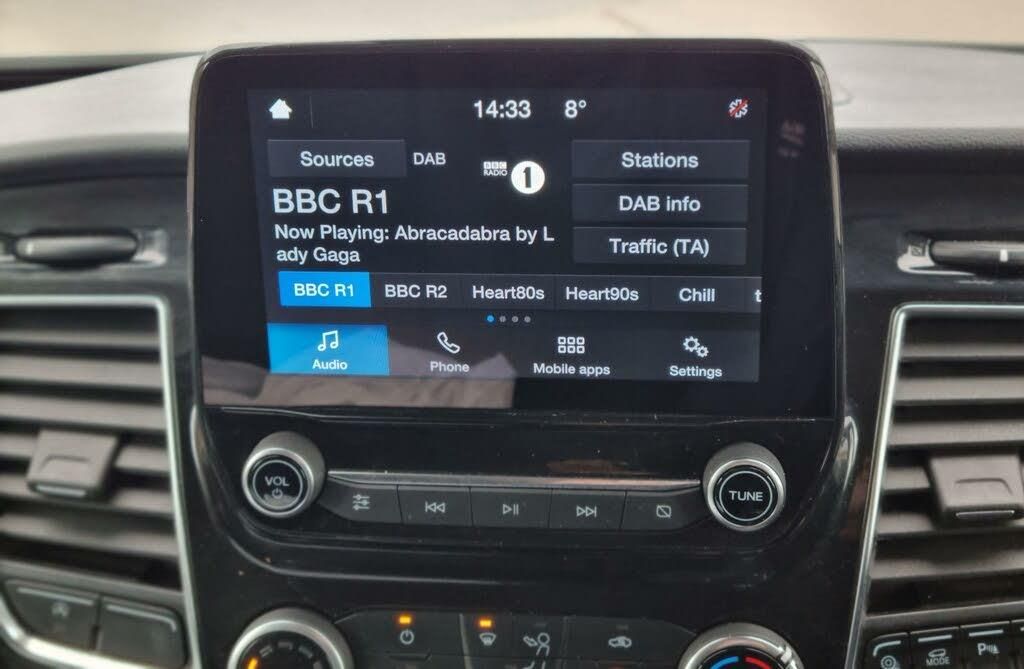 14:33 8°
Sources DAB BBC RADIO 1 Stations
BBC R1 DAB info
Now Playing: Abracadabra by L
ady Gaga
Traffic (TA)
BBC R1 BBC R2 Heart80s Heart90s Chill t
Audio Phone Mobile apps Settings
VOL TUNE
MODE